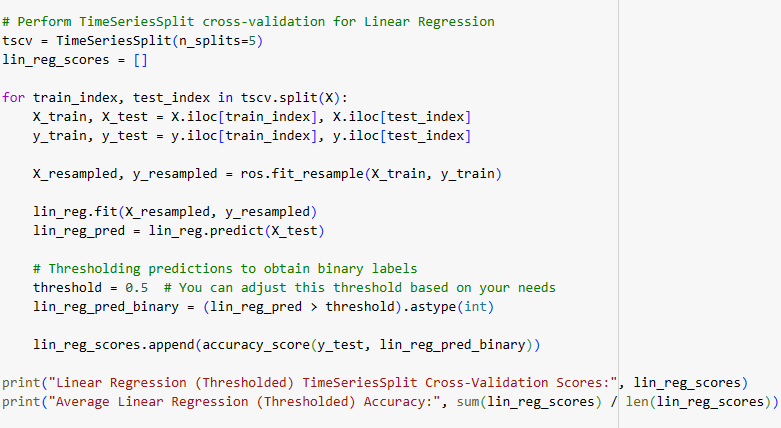 # Perform TimeSeriesSplit cross-validation for Linear Regression
tscv = TimeSeriesSplit(n_splits=5)
lin_reg_scores = []
for train_index, test_index in tscv.split(X):
    X_train, X_test = X.iloc[train_index], X.iloc[test_index]
    y_train, y_test = y.iloc[train_index], y.iloc[test_index]
    X_resampled, y_resampled = ros.fit_resample(X_train, y_train)
    lin_reg.fit(X_resampled, y_resampled)
    lin_reg_pred = lin_reg.predict(X_test)
    # Thresholding predictions to obtain binary labels
    threshold = 0.5  # You can adjust this threshold based on your needs
    lin_reg_pred_binary = (lin_reg_pred > threshold).astype(int)
    lin_reg_scores.append(accuracy_score(y_test, lin_reg_pred_binary))
print("Linear Regression (Thresholded) TimeSeriesSplit Cross-Validation Scores:", lin_reg_scores)
print("Average Linear Regression (Thresholded) Accuracy:", sum(lin_reg_scores) / len(lin_reg_scores))